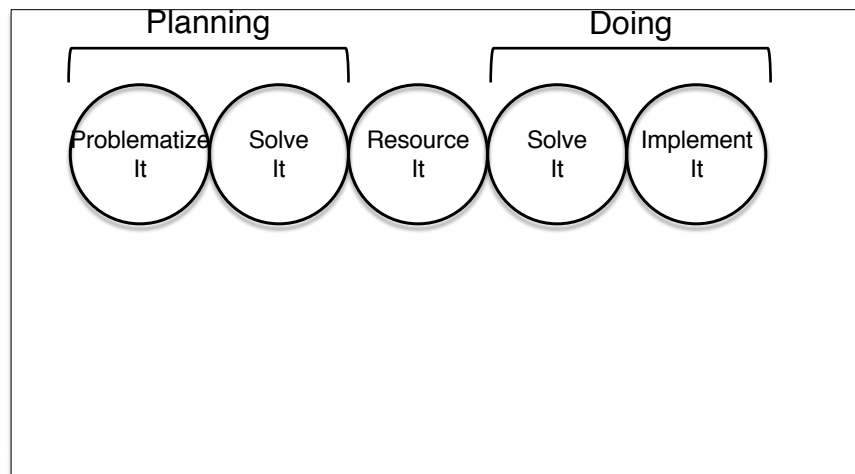 Planning
Doing
Problematize
It
Solve
It
Resource
It
Solve
It
Implement
It